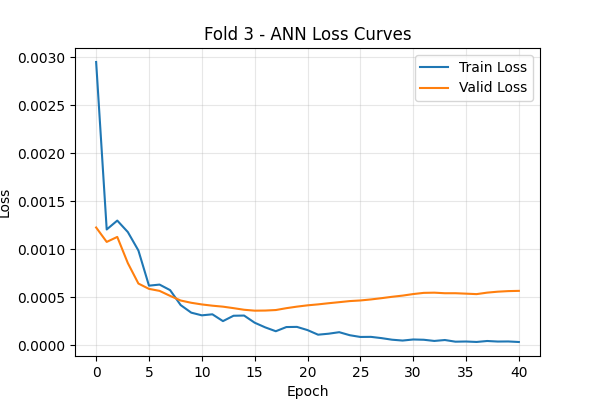 Fold 3 - ANN Loss Curves
Train Loss
Valid Loss
0.0030
0.0025
0.0020
0.0015
0.0010
0.0005
0.0000
Loss
0 5 10 15 20 25 30 35 40
Epoch